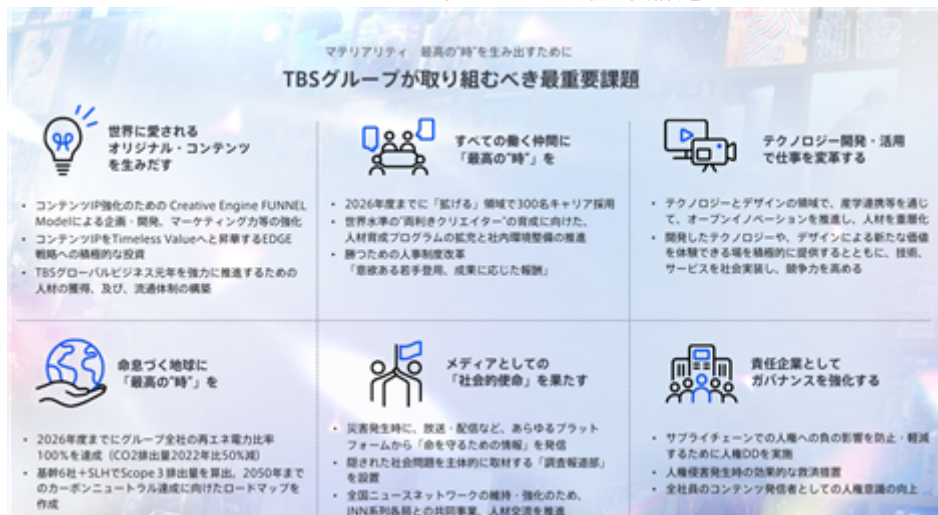 マテリアリティ　最高の"時"を生み出すために
TBSグループが取り組むべき最重要課題
世界に愛される
オリジナル・コンテンツ
を生みだす
・コンテンツIP強化のための Creative Engine FUNNEL
Modelによる企画・開発、マーケティング力等の強化
・コンテンツIPをTimeless Valueへと昇華するEDGE
戦略への積極的な投資
・TBSグローバルビジネス元年を強力に推進するための
人材の獲得、及び、流通体制の構築
すべての働く仲間に
「最高の"時"」を
・2026年度までに「拡げる」領域で300名キャリア採用
・世界水準の"両利きクリエイター"の育成に向けた、
人材育成プログラムの拡充と社内環境整備の推進
・勝つための人事制度改革
「意欲ある若手登用、成果に応じた報酬」
テクノロジー開発・活用
で仕事を変革する
・テクノロジーとデザインの領域で、産学連携等を通じ
て、オープンイノベーションを推進し、人材を重層化
・開発したテクノロジーや、デザインによる新たな価値
を体験できる場を積極的に提供するとともに、技術、
サービスを社会実装し、競争力を高める
命息づく地球に
「最高の"時"」を
・2026年度までにグループ全社の再エネ電力比率
100%を達成（CO2排出量2022年比50%減）
・基幹6社＋SLHでScope 3 排出量を算出。2050年まで
のカーボンニュートラル達成に向けたロードマップを
作成
メディアとしての
「社会的使命」を果たす
・災害発生時に、放送・配信など、あらゆるプラット
フォームから「命を守るための情報」を発信
・隠された社会問題を主体的に取材する「調査報道部」
を設置
・全国ニュースネットワークの維持・強化のため、
JNN系列各局との共同事業、人材交流を推進
責任企業として
ガバナンスを強化する
・サプライチェーンでの人権への負の影響を防止・軽減
するために人権DDを実施
・人権侵害発生時の効果的な救済措置
・全社員のコンテンツ発信者としての人権意識の向上